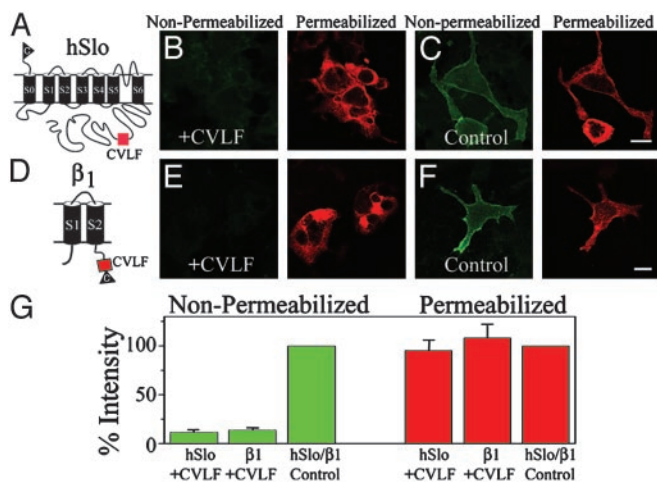 A
hSlo
C
S0 S1 S2 S3 S4 S5 S6
CVLF
Non-Permeabilized Permeabilized Non-permeabilized Permeabilized
B
+CVLF
C
Control
D
β1
S1 S2
CVLF
C
E
+CVLF
F
Control
G
Non-Permeabilized Permeabilized
% Intensity
100
50
0
hSlo +CVLF
β1 +CVLF
hSlo/β1 Control
hSlo +CVLF
β1 +CVLF
hSlo/β1 Control